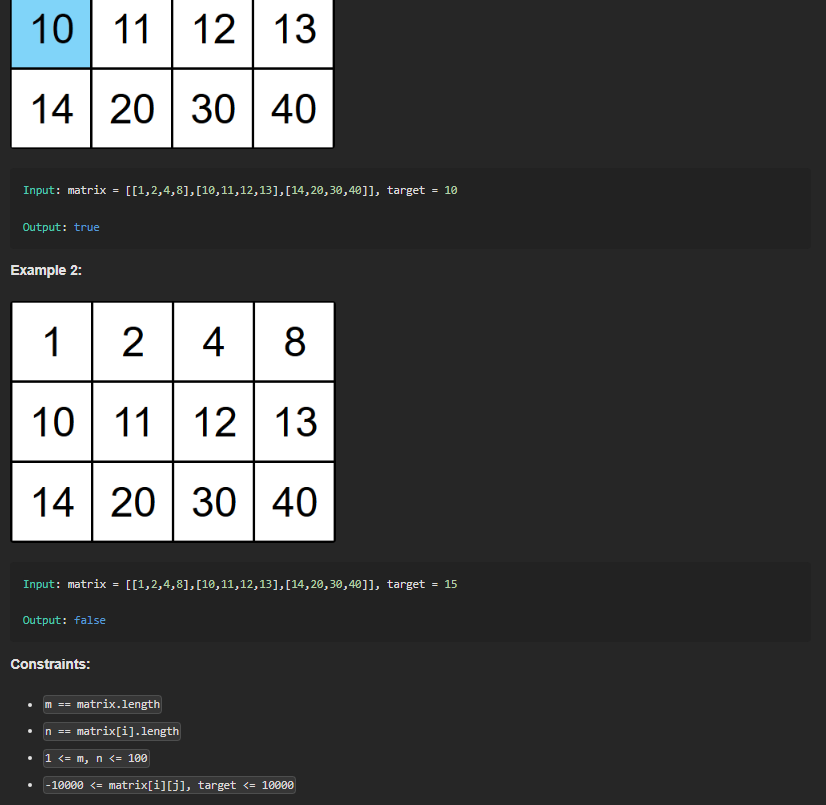 10 11 12 13
14 20 30 40
Input: matrix = [[1,2,4,8],[10,11,12,13],[14,20,30,40]], target = 10
Output: true
Example 2:
1 2 4 8
10 11 12 13
14 20 30 40
Input: matrix = [[1,2,4,8],[10,11,12,13],[14,20,30,40]], target = 15
Output: false
Constraints:
• m == matrix.length
• n == matrix[i].length
• 1 <= m, n <= 100
• -10000 <= matrix[i][j], target <= 10000